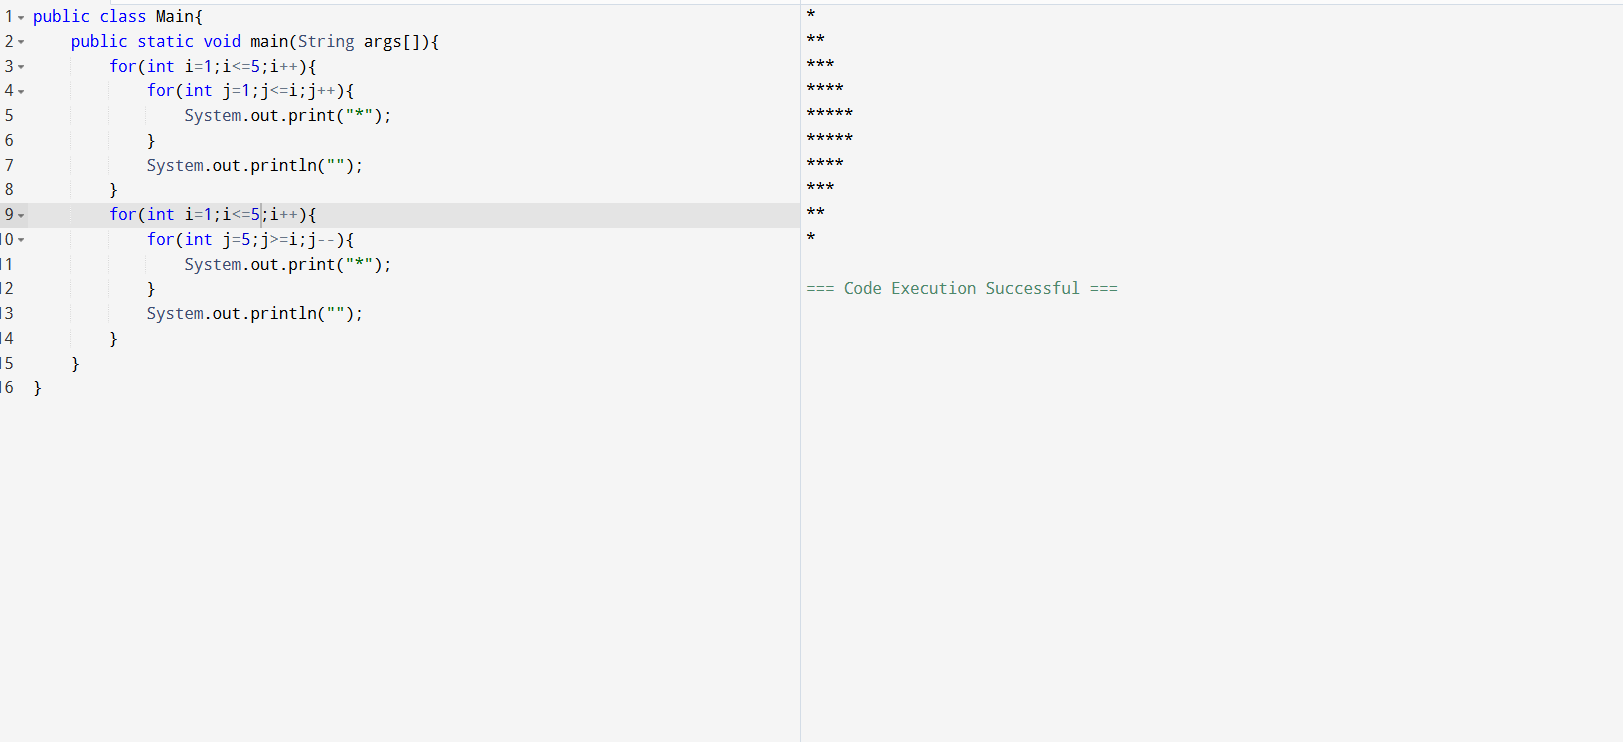 1 public class Main{
2 public static void main(String args[]){
3 for(int i=1;i<=5;i++){
4 for(int j=1;j<=i;j++){
5 System.out.print("*");
6 }
7 System.out.println("");
8 }
9 for(int i=1;i<=5;i++){
10 for(int j=5;j>=i;j--){
11 System.out.print("*");
12 }
13 System.out.println("");
14 }
15 }
16 }
*
**
***
****
*****
*****
****
***
**
*
=== Code Execution Successful ===